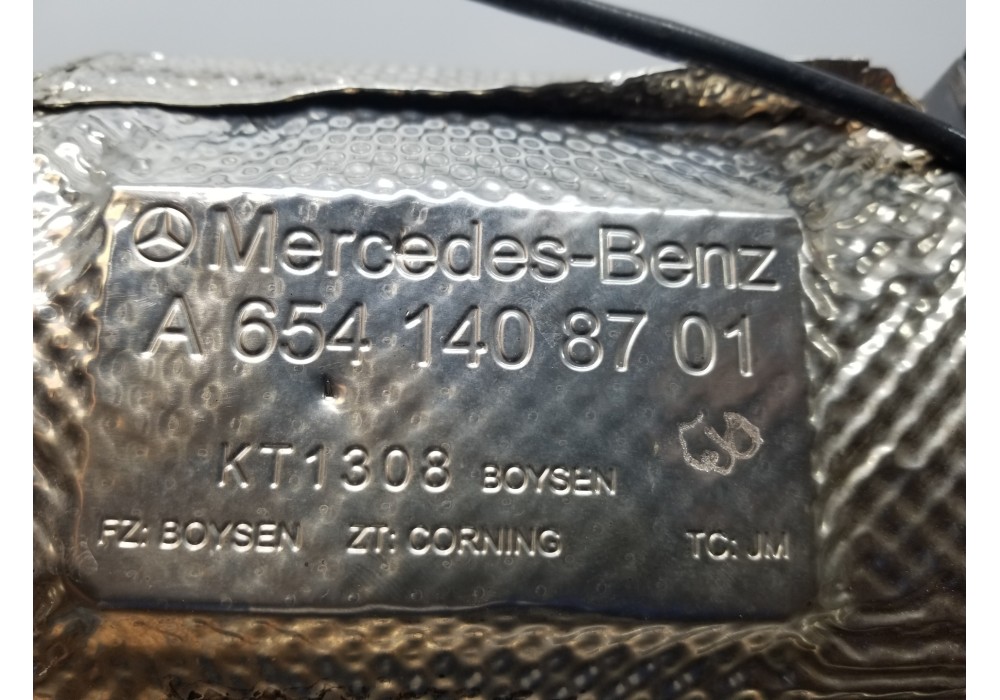 Mercedes-Benz
A 654 140 87 01
KT1308 BOYSEN
FZ: BOYSEN ZT: CORNING TC: JM